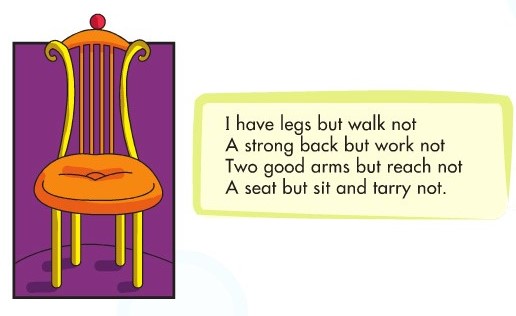 I have legs but walk not
A strong back but work not
Two good arms but reach not
A seat but sit and tarry not.